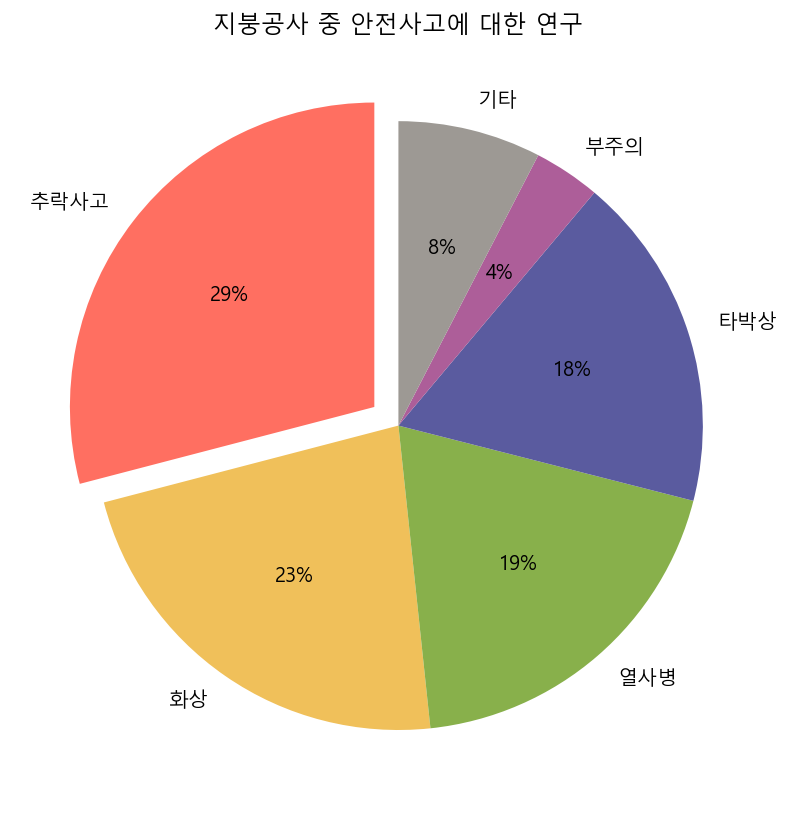 지붕공사 중 안전사고에 대한 연구
기타
부주의
추락사고
8%
4%
29%
타박상
18%
19%
23%
열사병
화상